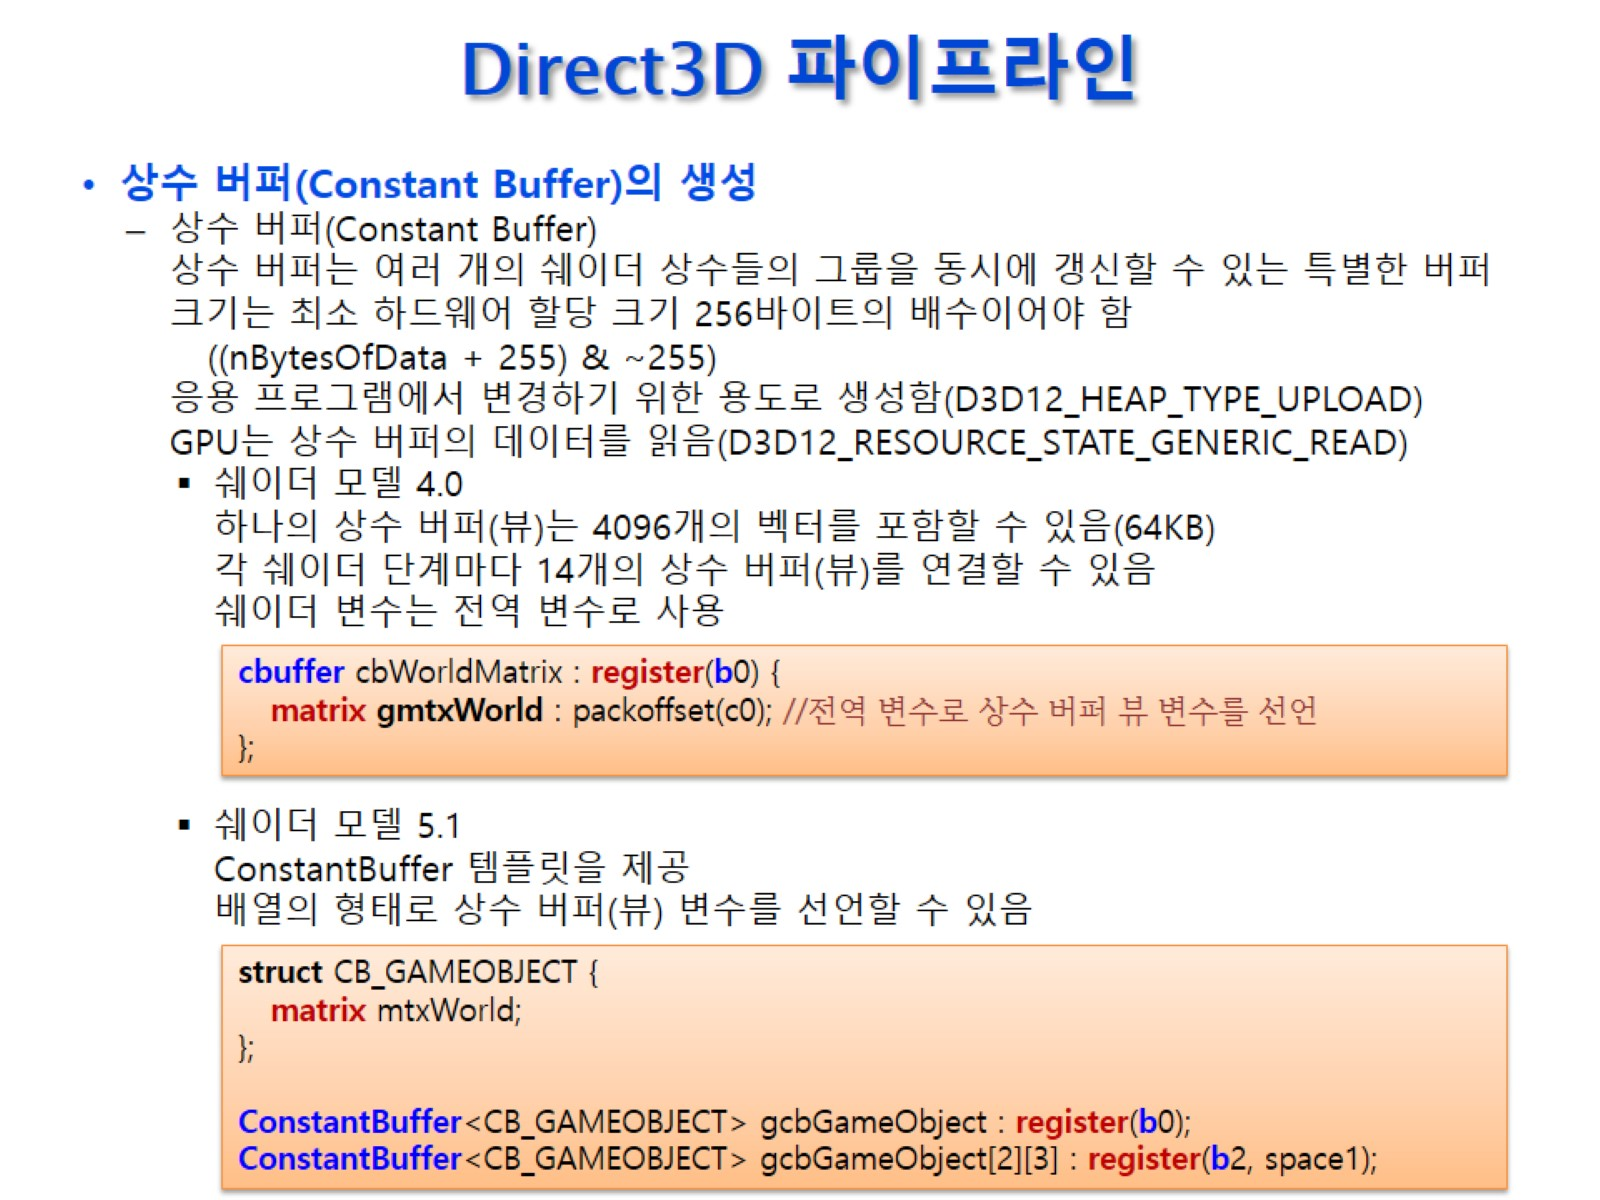 Direct3D 파이프라인
• 상수 버퍼(Constant Buffer)의 생성
– 상수 버퍼(Constant Buffer)
상수 버퍼는 여러 개의 쉐이더 상수들의 그룹을 동시에 갱신할 수 있는 특별한 버퍼
크기는 최소 하드웨어 할당 크기 256바이트의 배수이어야 함
((nBytesOfData + 255) & ~255)
응용 프로그램에서 변경하기 위한 용도로 생성함(D3D12_HEAP_TYPE_UPLOAD)
GPU는 상수 버퍼의 데이터를 읽음(D3D12_RESOURCE_STATE_GENERIC_READ)
▪ 쉐이더 모델 4.0
하나의 상수 버퍼(뷰)는 4096개의 벡터를 포함할 수 있음(64KB)
각 쉐이더 단계마다 14개의 상수 버퍼(뷰)를 연결할 수 있음
쉐이더 변수는 전역 변수로 사용
cbuffer cbWorldMatrix : register(b0) {
matrix gmtxWorld : packoffset(c0); //전역 변수로 상수 버퍼 뷰 변수를 선언
};
▪ 쉐이더 모델 5.1
ConstantBuffer 템플릿을 제공
배열의 형태로 상수 버퍼(뷰) 변수를 선언할 수 있음
struct CB_GAMEOBJECT {
matrix mtxWorld;
};
ConstantBuffer<CB_GAMEOBJECT> gcbGameObject : register(b0);
ConstantBuffer<CB_GAMEOBJECT> gcbGameObject[2][3] : register(b2, space1);